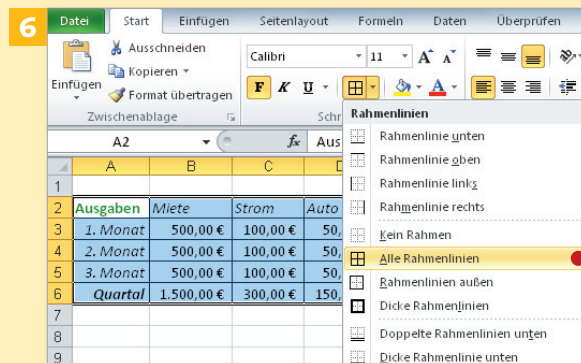 6
Datei Start Einfügen Seitenlayout Formeln Daten Überprüfen
Ausschneiden
Kopieren
Format übertragen
Einfügen
Zwischenablage
Calibri 11 A A
F K U A
Schr
A2 fx Aus
A B C D
1
2 Ausgaben Miete Strom Auto
3 1. Monat 500,00 € 100,00 € 50,
4 2. Monat 500,00 € 100,00 € 50,
5 3. Monat 500,00 € 100,00 € 50,
6 Quartal 1.500,00 € 300,00 € 150,
7
8
9
Rahmenlinien
Rahmenlinie unten
Rahmenlinie oben
Rahmenlinie links
Rahmenlinie rechts
Kein Rahmen
Alle Rahmenlinien
Rahmenlinien außen
Dicke Rahmenlinien
Doppelte Rahmenlinien unten
Dicke Rahmenlinie unten